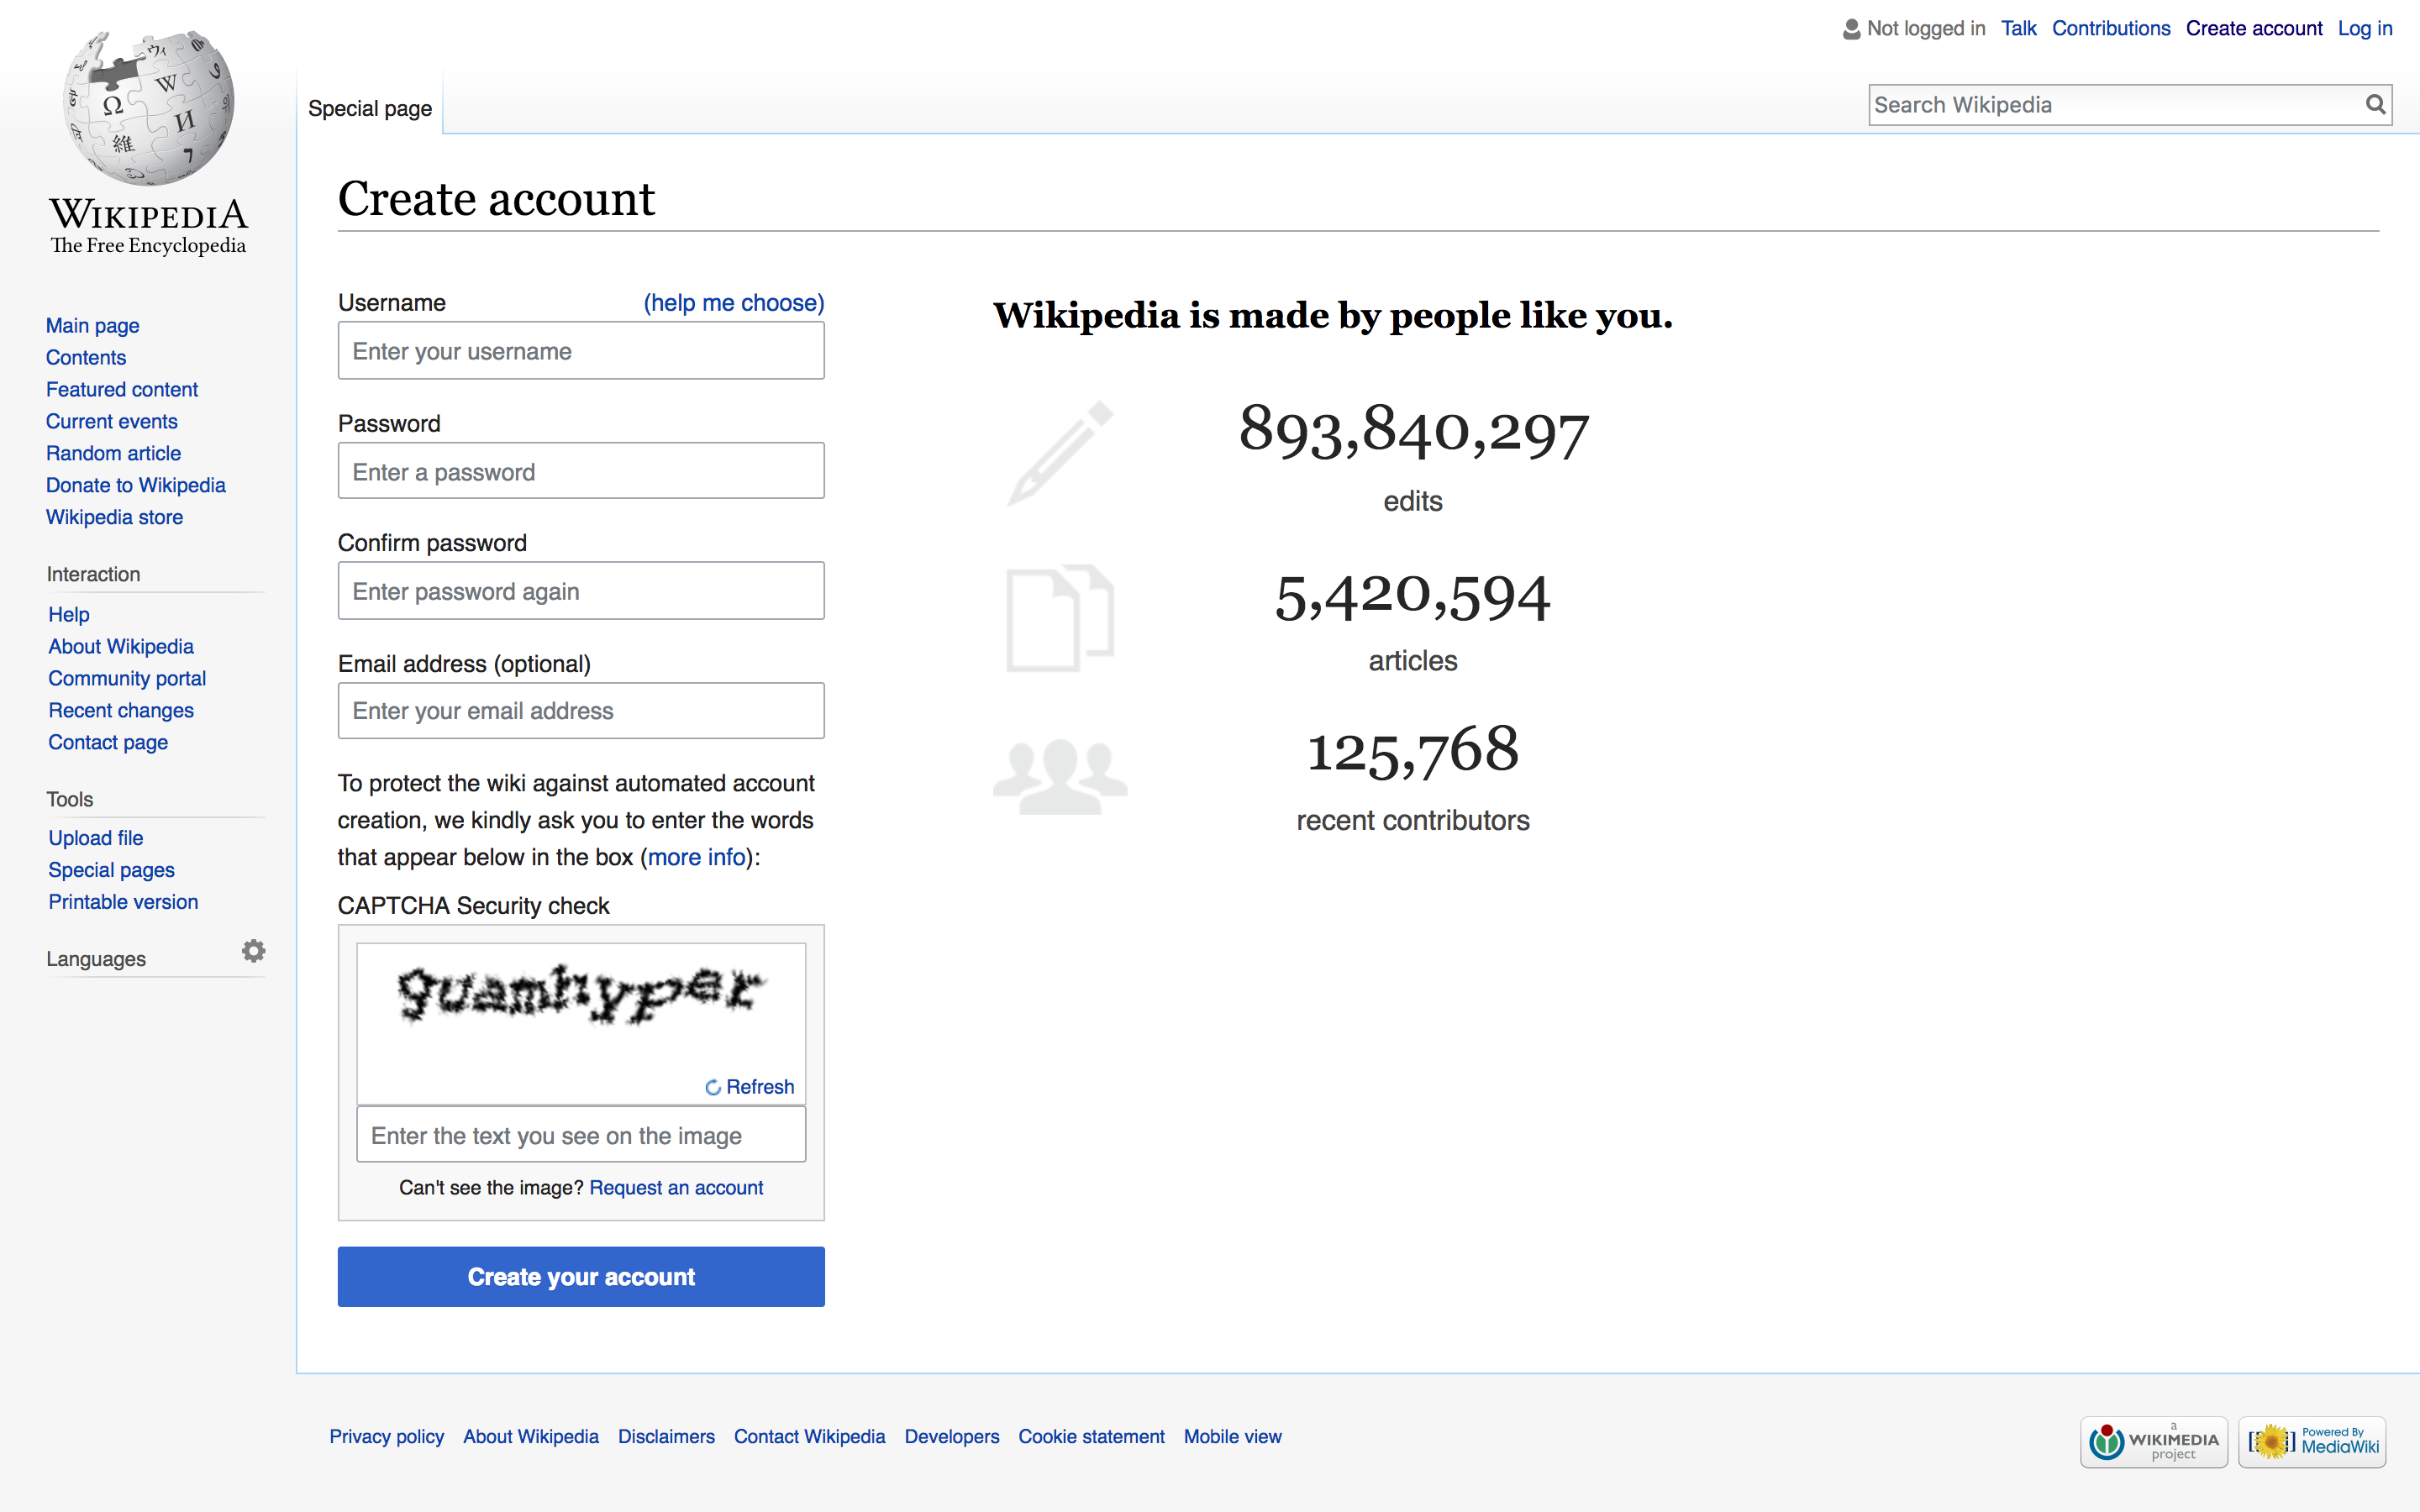 Not logged in Talk Contributions Create account Log in
Special page
Search Wikipedia
WIKIPEDIA
The Free Encyclopedia
Ω W И 維 ウィ 7
Main page
Contents
Featured content
Current events
Random article
Donate to Wikipedia
Wikipedia store
Interaction
Help
About Wikipedia
Community portal
Recent changes
Contact page
Tools
Upload file
Special pages
Printable version
Languages
Create account
Username (help me choose)
Enter your username
Password
Enter a password
Confirm password
Enter password again
Email address (optional)
Enter your email address
To protect the wiki against automated account
creation, we kindly ask you to enter the words
that appear below in the box (more info):
CAPTCHA Security check
Refresh
Enter the text you see on the image
Can't see the image? Request an account
Create your account
Wikipedia is made by people like you.
893,840,297
edits
5,420,594
articles
125,768
recent contributors
Privacy policy About Wikipedia Disclaimers Contact Wikipedia Developers Cookie statement Mobile view
a
WIKIMEDIA
project
Powered By
MediaWiki